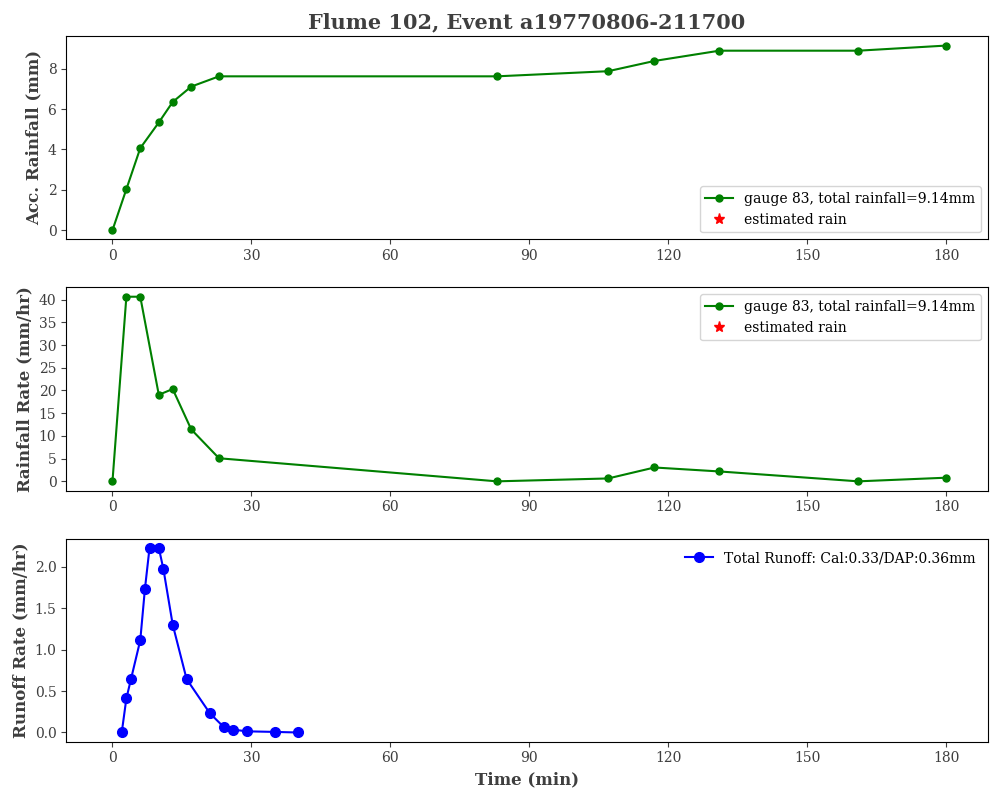 Flume 102, Event a19770806-211700
Acc. Rainfall (mm)
8
6
4
2
0
gauge 83, total rainfall=9.14mm
estimated rain
0 30 60 90 120 150 180
Rainfall Rate (mm/hr)
40
35
30
25
20
15
10
5
0
gauge 83, total rainfall=9.14mm
estimated rain
0 30 60 90 120 150 180
Runoff Rate (mm/hr)
2.0
1.5
1.0
0.5
0.0
Total Runoff: Cal:0.33/DAP:0.36mm
0 30 60 90 120 150 180
Time (min)